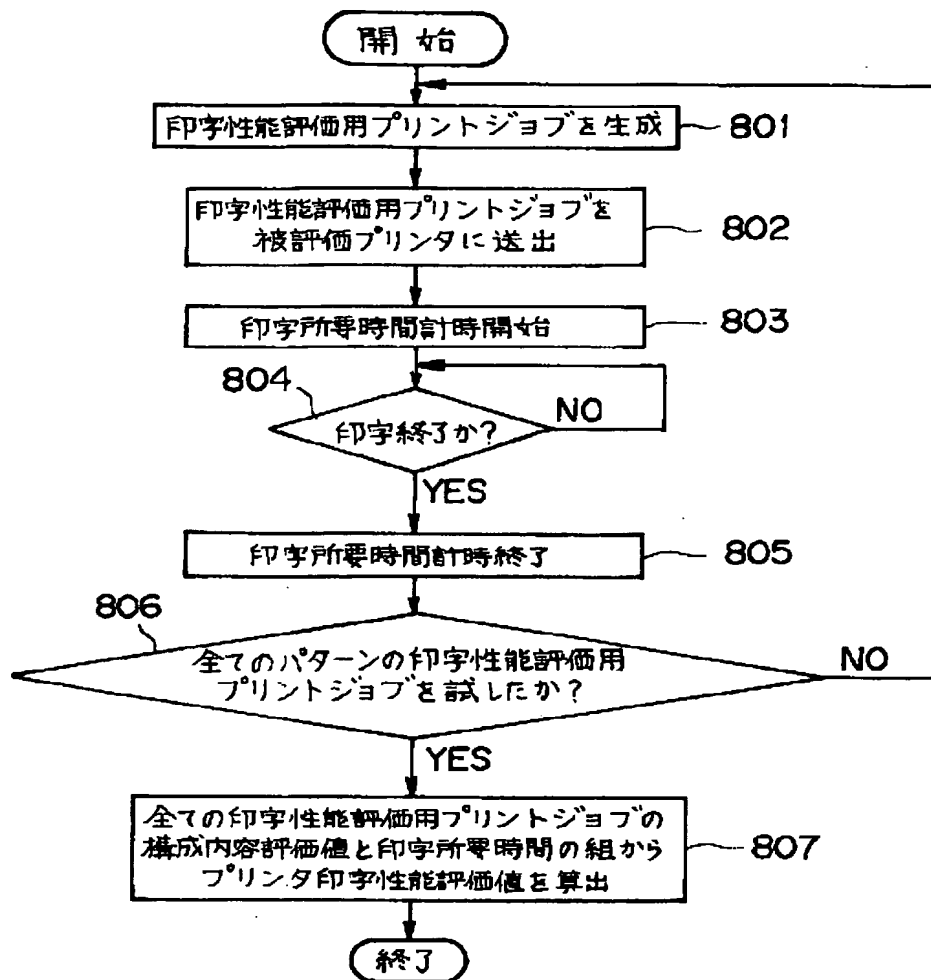 開始
印字性能評価用プリントジョブを生成
801
印字性能評価用プリントジョブを
被評価プリンタに送出
802
印字所要時間計時開始
803
804
印字終了か?
NO
YES
印字所要時間計時終了
805
806
全てのパターンの印字性能評価用
プリントジョブを試したか?
NO
YES
全ての印字性能評価用プリントジョブの
構成内容評価値と印字所要時間の組から
プリンタ印字性能評価値を算出
807
終了